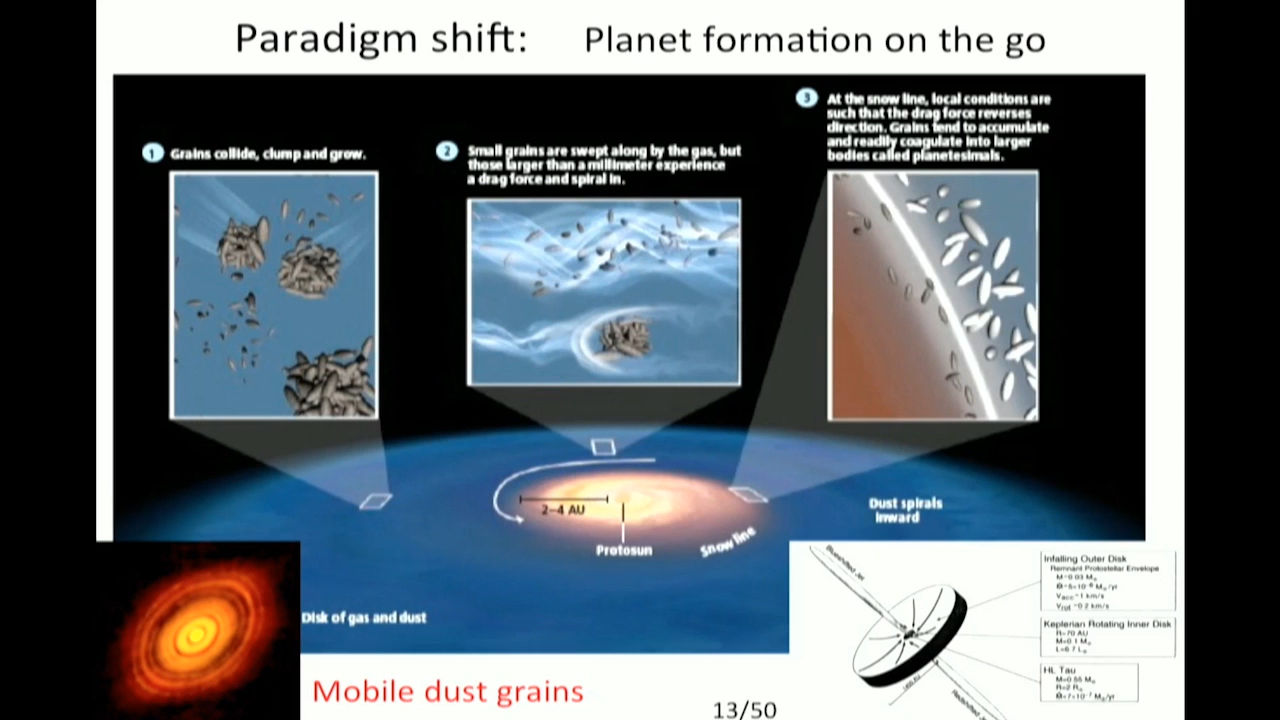 Paradigm shift: Planet formation on the go
1 Grains collide, clump and grow.
2 Small grains are swept along by the gas, but
those larger than a millimeter experience
a drag force and spiral in.
3 At the snow line, local conditions are
such that the drag force reverses
direction. Grains tend to accumulate
and readily coagulate into larger
bodies called planetesimals.
2–4 AU
Protosun
Snow line
Dust spirals
inward
Disk of gas and dust
Blueshifted Jet
Infalling Outer Disk
Remnant Protostellar Envelope
Keplerian Rotating Inner Disk
R=70 AU
HL Tau
Mobile dust grains
13/50